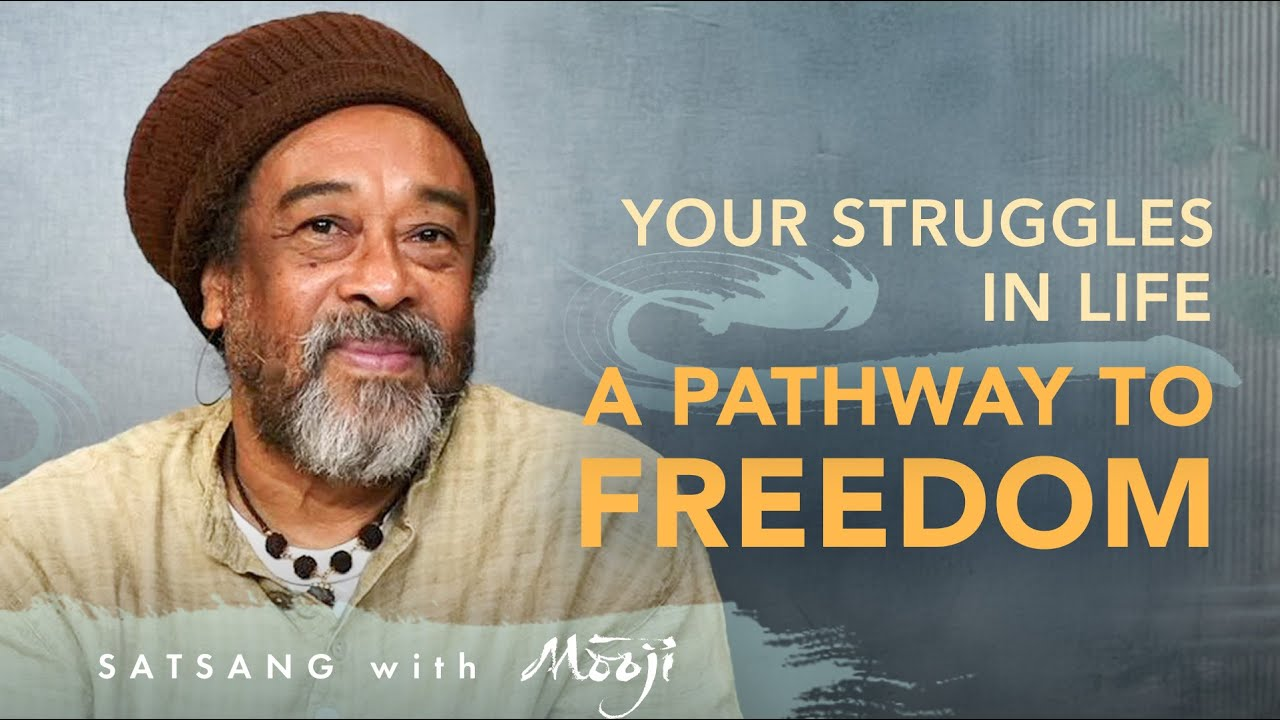 YOUR STRUGGLES
IN LIFE
A PATHWAY TO
FREEDOM
SATSANG with Mooji